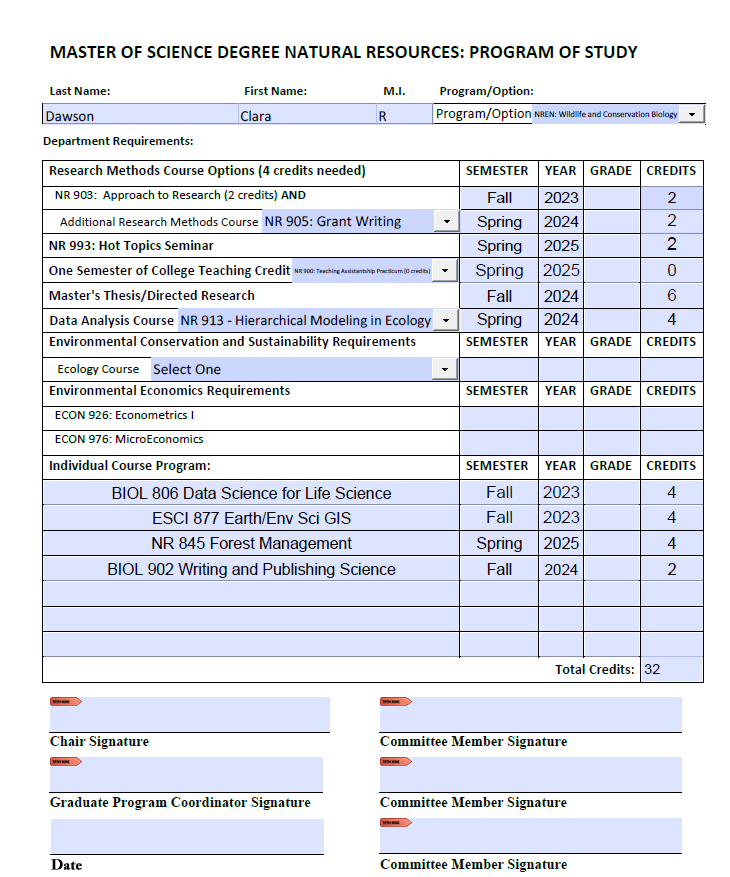 MASTER OF SCIENCE DEGREE NATURAL RESOURCES: PROGRAM OF STUDY
Last Name: First Name: M.I. Program/Option:
Dawson Clara R Program/Option NREN: Wildlife and Conservation Biology
Department Requirements:
Research Methods Course Options (4 credits needed) SEMESTER YEAR GRADE CREDITS
NR 903: Approach to Research (2 credits) AND Fall 2023 2
Additional Research Methods Course NR 905: Grant Writing Spring 2024 2
NR 993: Hot Topics Seminar Spring 2025 2
One Semester of College Teaching Credit NR 900: Teaching Assistantship Practicum (0 credits) Spring 2025 0
Master's Thesis/Directed Research Fall 2024 6
Data Analysis Course NR 913 - Hierarchical Modeling in Ecology Spring 2024 4
Environmental Conservation and Sustainability Requirements SEMESTER YEAR GRADE CREDITS
Ecology Course Select One
Environmental Economics Requirements SEMESTER YEAR GRADE CREDITS
ECON 926: Econometrics I
ECON 976: MicroEconomics
Individual Course Program: SEMESTER YEAR GRADE CREDITS
BIOL 806 Data Science for Life Science Fall 2023 4
ESCI 877 Earth/Env Sci GIS Fall 2023 4
NR 845 Forest Management Spring 2025 4
BIOL 902 Writing and Publishing Science Fall 2024 2
Total Credits: 32
Chair Signature Committee Member Signature
Graduate Program Coordinator Signature Committee Member Signature
Date Committee Member Signature